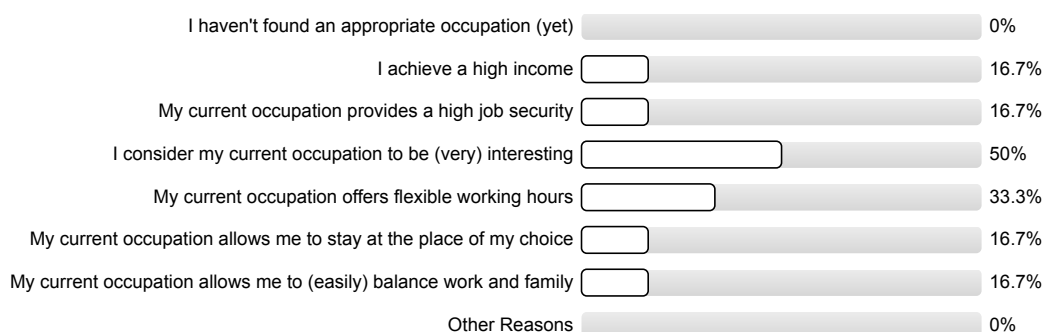 I haven't found an appropriate occupation (yet) 0%
I achieve a high income 16.7%
My current occupation provides a high job security 16.7%
I consider my current occupation to be (very) interesting 50%
My current occupation offers flexible working hours 33.3%
My current occupation allows me to stay at the place of my choice 16.7%
My current occupation allows me to (easily) balance work and family 16.7%
Other Reasons 0%